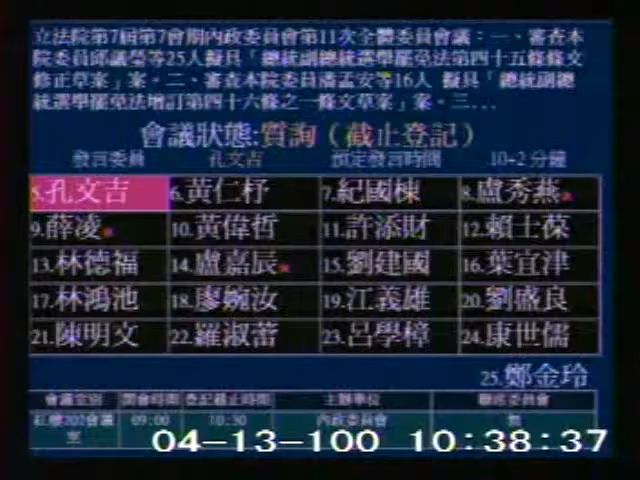 立法院第7屆第7會期內政委員會第11次全體委員會議：一、審查本
院委員邱議瑩等25人擬具「總統副總統選舉罷免法第四十五條條文
修正草案」案。二、審查本院委員潘孟安等16人 擬具「總統副總
統選舉罷免法增訂第四十六條之一條文草案」案。三...
會議狀態:質詢（截止登記）
發言委員 孔文吉 預定發言時間 10+2分鐘
5.孔文吉 6.黃仁杼 7.紀國棟 8.盧秀燕
9.薛凌 10.黃偉哲 11.許添財 12.賴士葆
13.林德福 14.盧嘉辰 15.劉建國 16.葉宜津
17.林鴻池 18.廖婉汝 19.江義雄 20.劉盛良
21.陳明文 22.羅淑蕾 23.呂學樟 24.康世儒
25.鄭金玲
會議室別 開會時間 登記截止時間 主辦單位 聯席委員會
紅樓202會議室 09:00 10:30 內政委員會 無
04-13-100 10:38:37